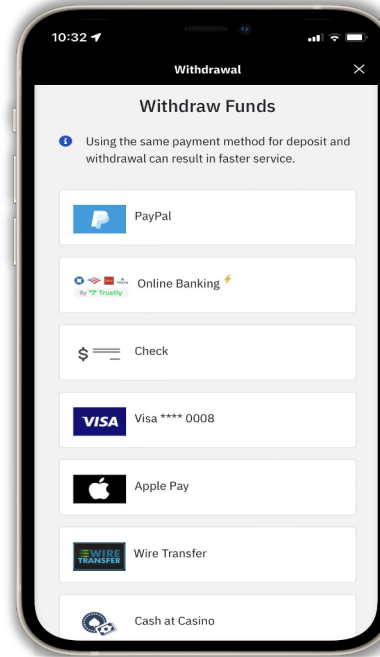 10:32
Withdrawal
Withdraw Funds
Using the same payment method for deposit and
withdrawal can result in faster service.
PayPal
Online Banking
By Trustly
Check
VISA
Visa **** 0008
Apple Pay
WIRE
TRANSFER
Wire Transfer
Cash at Casino